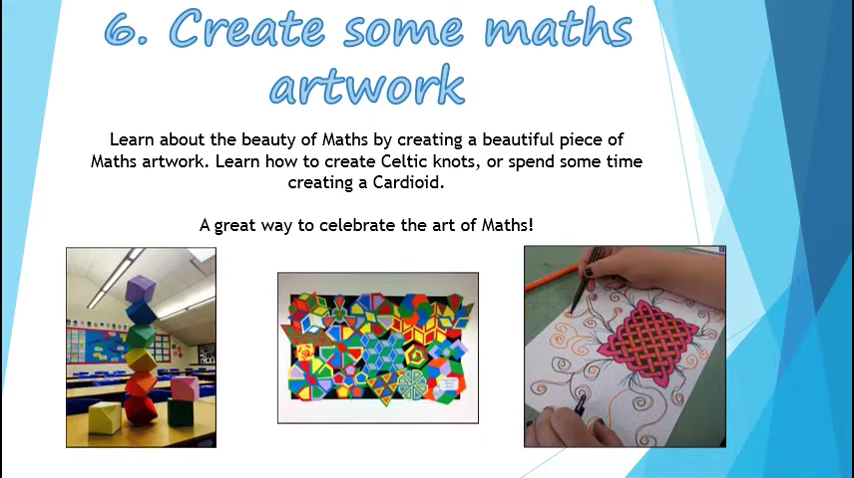 6. Create some maths
artwork
Learn about the beauty of Maths by creating a beautiful piece of
Maths artwork. Learn how to create Celtic knots, or spend some time
creating a Cardioid.
A great way to celebrate the art of Maths!